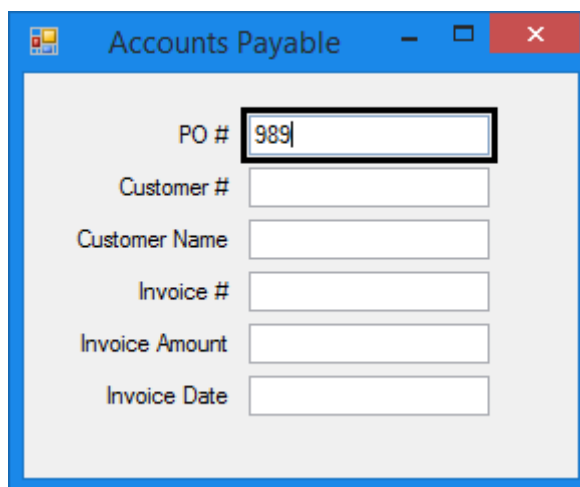 Accounts Payable
PO # 989
Customer #
Customer Name
Invoice #
Invoice Amount
Invoice Date